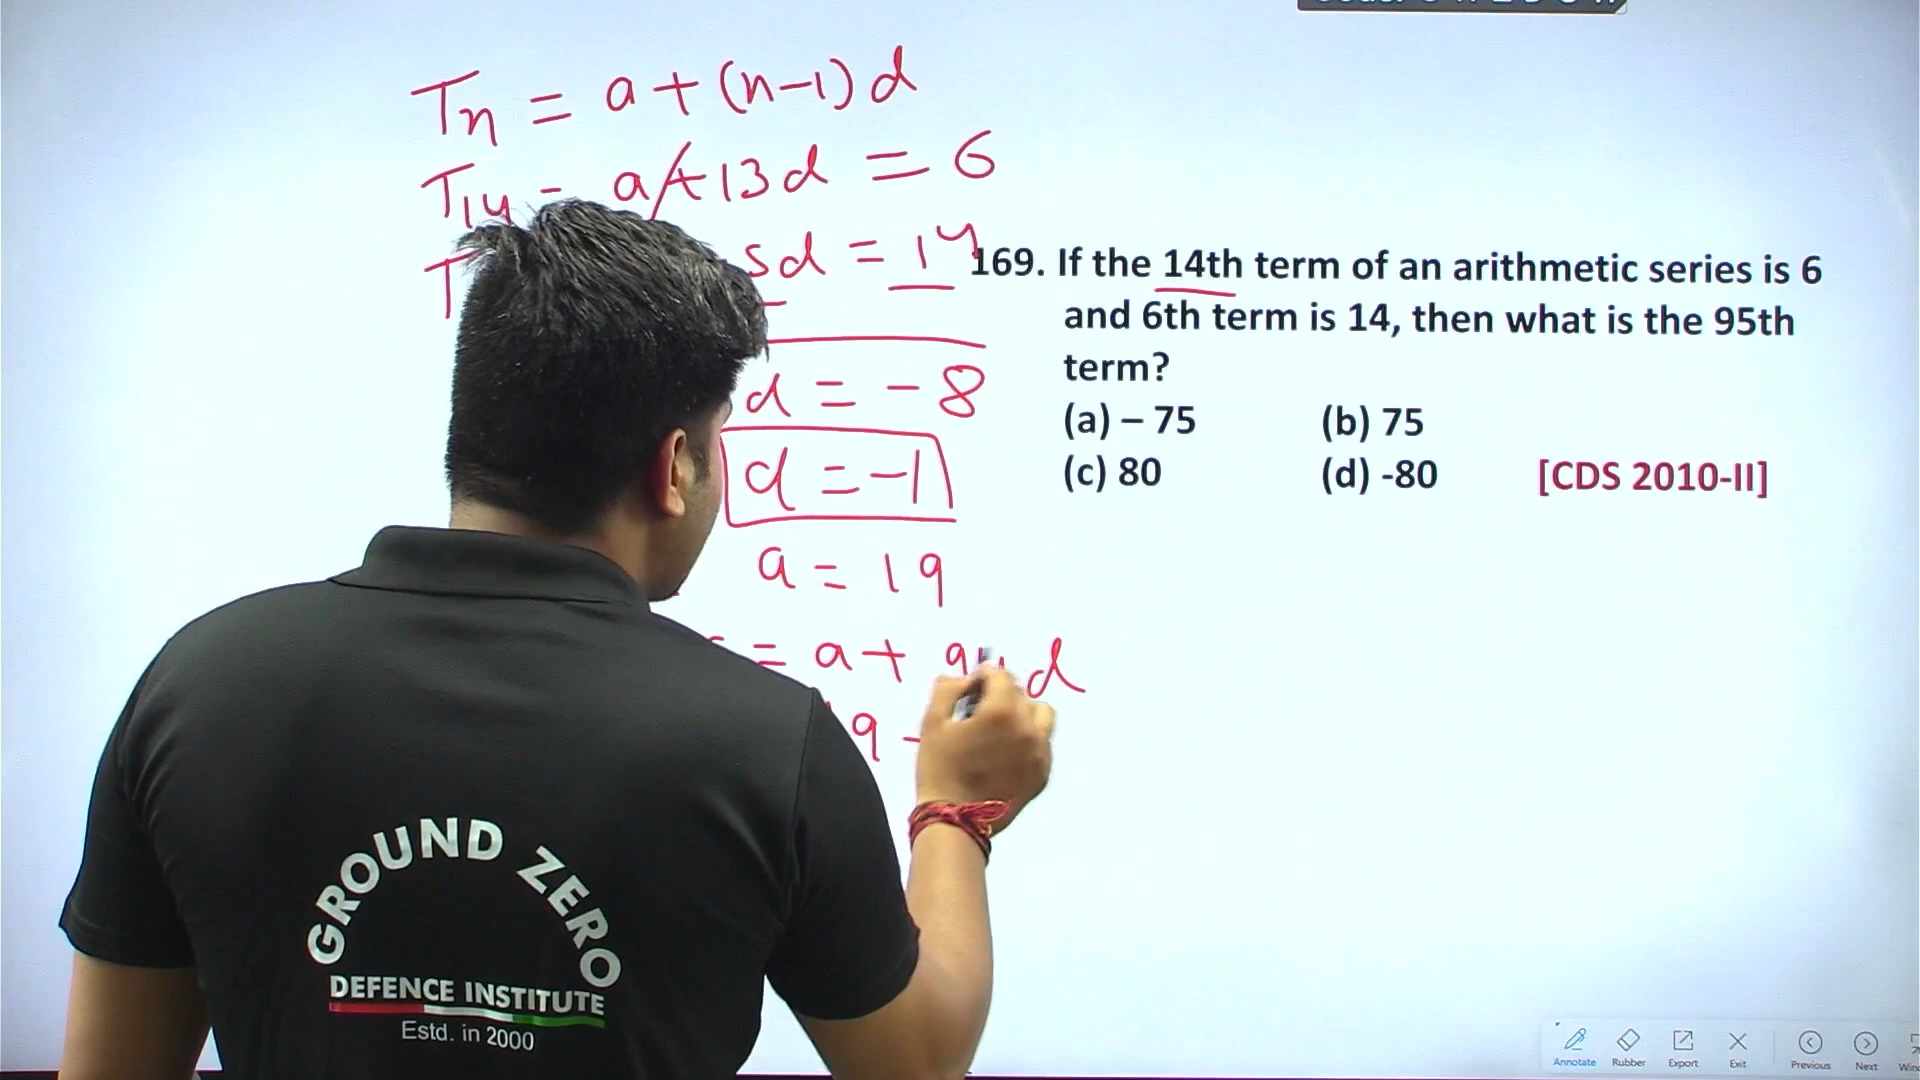 Tn = a + (n-1) d
T14 = a + 13d = 6
T 5d = 14
d = - 8
d = -1
a = 19
= a + 94 d
19 -
169. If the 14th term of an arithmetic series is 6
and 6th term is 14, then what is the 95th
term?
(a) – 75 (b) 75
(c) 80 (d) -80 [CDS 2010-II]
GROUND ZERO
DEFENCE INSTITUTE
Estd. in 2000
Annotate Rubber Export Exit Previous Next